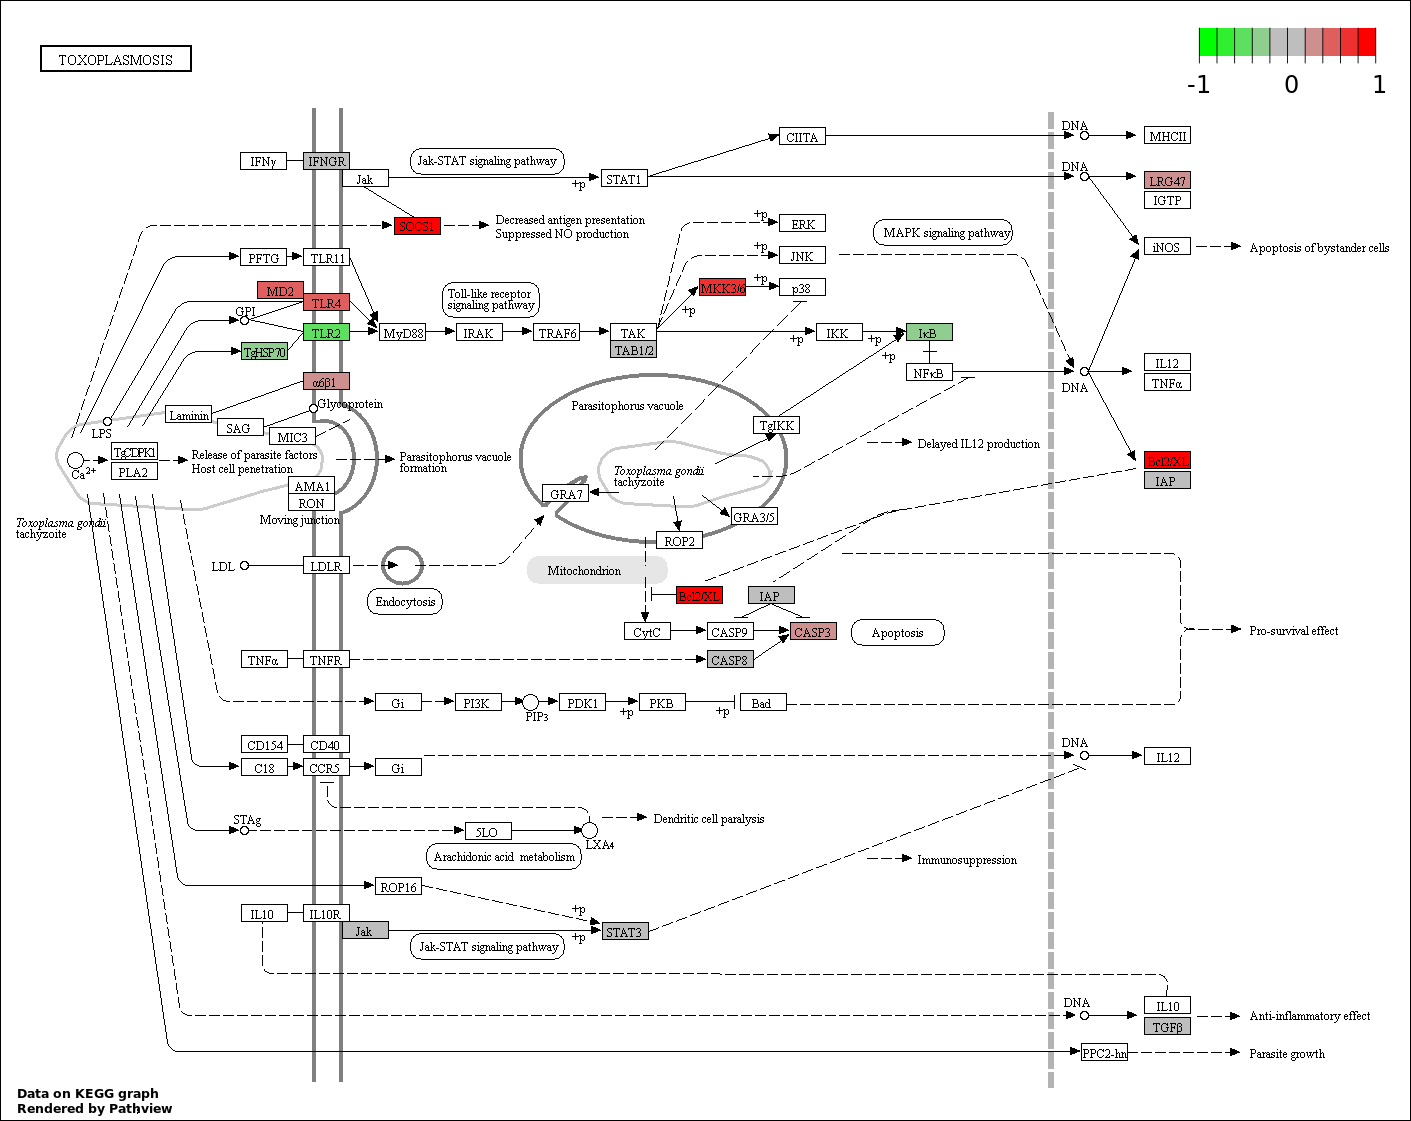 TOXOPLASMOSIS
-1 0 1
DNA
CIITA
MHCII
IFNγ
IFNGR
Jak-STAT signaling pathway
Jak
+p
STAT1
DNA
LRG47
IGTP
SOCS1
Decreased antigen presentation
Suppressed NO production
+p
ERK
MAPK signaling pathway
iNOS
Apoptosis of bystander cells
PFTG
TLR11
+p
JNK
MD2
TLR4
Toll-like receptor
signaling pathway
MKK3/6
+p
p38
+p
GPI
TLR2
MyD88
IRAK
TRAF6
TAK
TAB1/2
+p
IKK
+p
IκB
+p
TgHSP70
NFκB
DNA
IL12
TNFα
α6β1
Laminin
Glycoprotein
SAG
MIC3
LPS
Parasitophorus vacuole
TgIKK
Delayed IL12 production
TgCDPK1
PLA2
Ca2+
Release of parasite factors
Host cell penetration
Parasitophorus vacuole
formation
Toxoplasma gondii
tachyzoite
Bcl2/XL
IAP
AMA1
RON
Moving junction
GRA7
GRA3/5
ROP2
Toxoplasma gondii
tachyzoite
LDL
LDLR
Endocytosis
Mitochondrion
Bcl2/XL
IAP
CytC
CASP9
CASP3
Apoptosis
Pro-survival effect
TNFα
TNFR
CASP8
Gi
PI3K
PIP3
PDK1
+p
PKB
+p
Bad
CD154
CD40
C18
CCR5
Gi
DNA
IL12
STAg
5LO
LXA4
Dendritic cell paralysis
Arachidonic acid metabolism
Immunosuppression
ROP16
+p
IL10
IL10R
Jak
+p
STAT3
Jak-STAT signaling pathway
DNA
IL10
TGFβ
Anti-inflammatory effect
PPC2-hn
Parasite growth
Data on KEGG graph
Rendered by Pathview